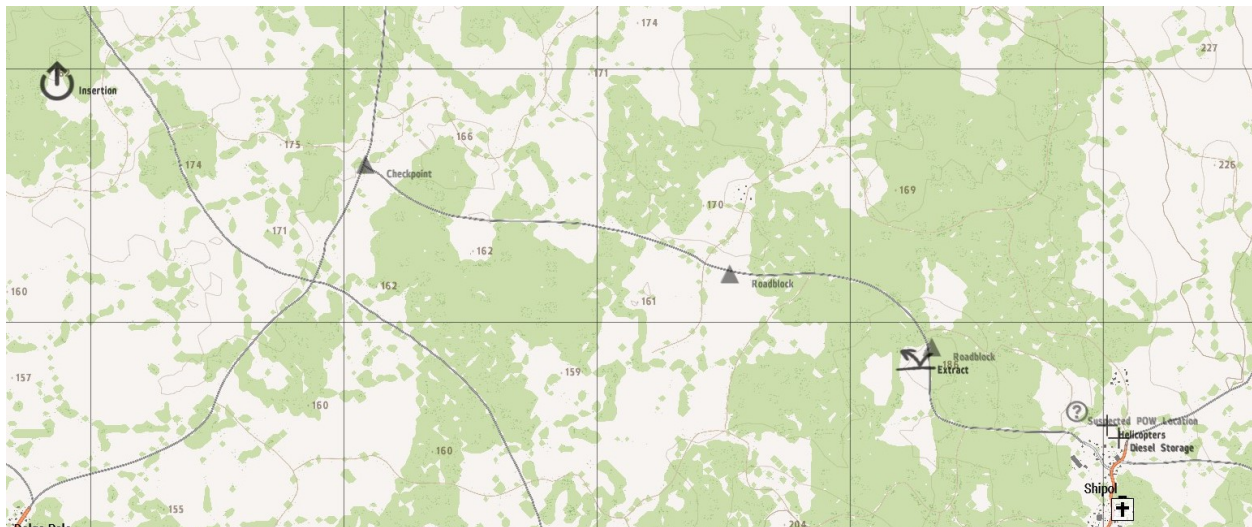 174
227
171
Insertion
166
175
174
226
Checkpoint
169
170
171
162
160
162
Roadblock
161
Roadblock
Extract
157
159
160
Suspected POW Location
Helicopters
Diesel Storage
160
Shipol
155
204